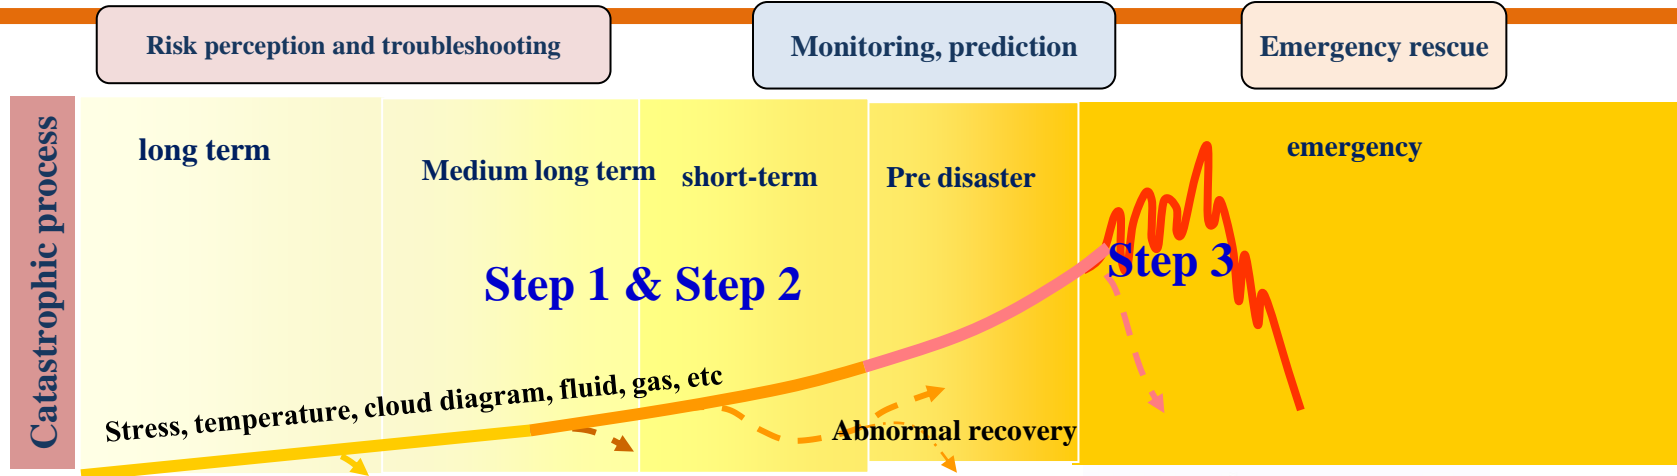 Risk perception and troubleshooting
Monitoring, prediction
Emergency rescue
Catastrophic process
long term
Medium long term
short-term
Pre disaster
emergency
Step 1 & Step 2
Step 3
Stress, temperature, cloud diagram, fluid, gas, etc
Abnormal recovery